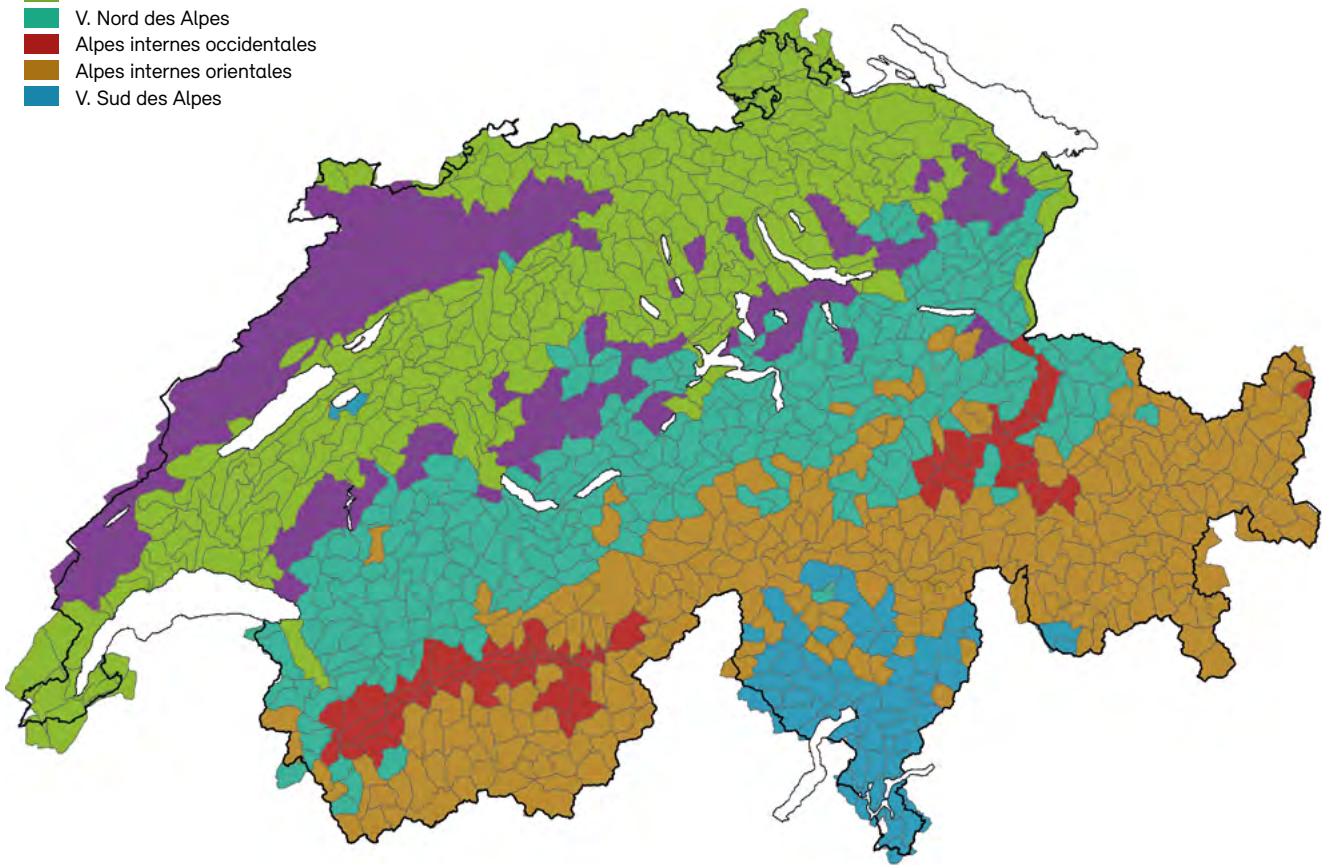 V. Nord des Alpes
Alpes internes occidentales
Alpes internes orientales
V. Sud des Alpes